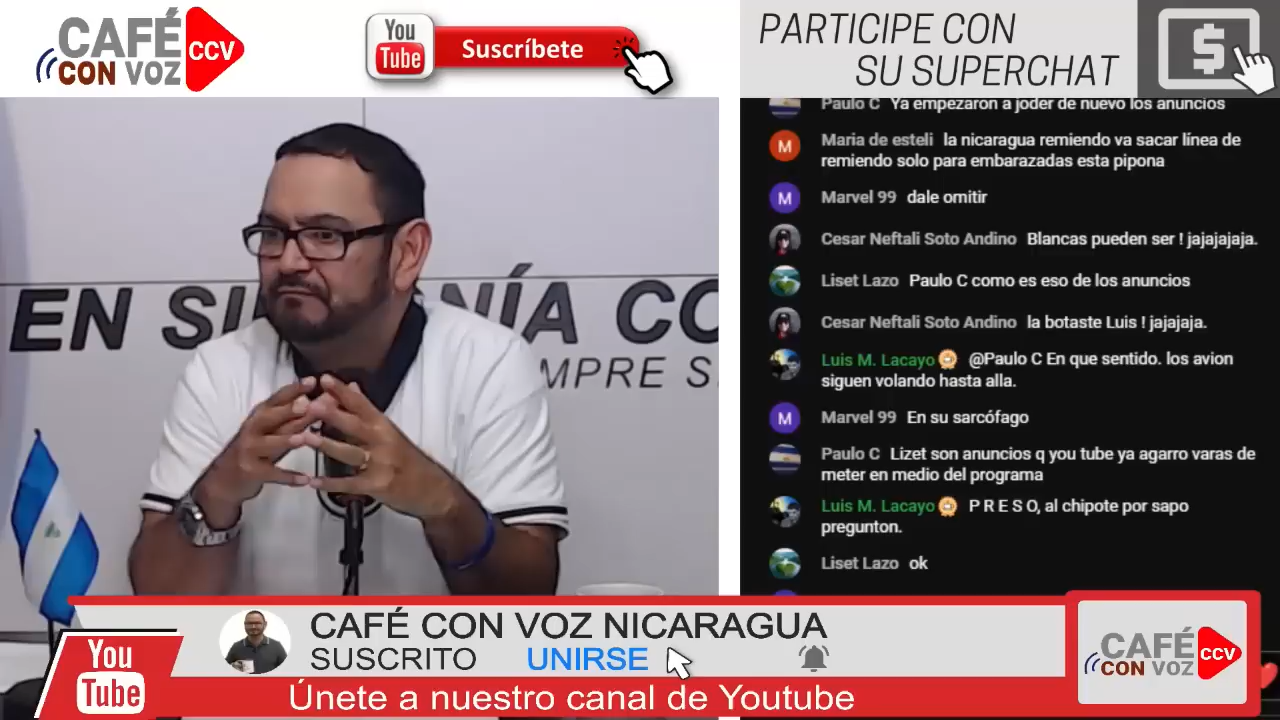 CAFÉ
CON VOZ
CCV
You
Tube
Suscríbete
PARTICIPE CON
SU SUPERCHAT
$
EN SI
NÍA CO
MPRE S
Paulo C Ya empezaron a joder de nuevo los anuncios
M
Maria de esteli la nicaragua remiendo va sacar línea de
remiendo solo para embarazadas esta pipona
M
Marvel 99 dale omitir
Cesar Neftali Soto Andino Blancas pueden ser ! jajajajaja.
Liset Lazo Paulo C como es eso de los anuncios
Cesar Neftali Soto Andino la botaste Luis ! jajajaja.
Luis M. Lacayo @Paulo C En que sentido. los avion
siguen volando hasta alla.
M
Marvel 99 En su sarcófago
Paulo C Lizet son anuncios q you tube ya agarro varas de
meter en medio del programa
Luis M. Lacayo P R E S O, al chipote por sapo
pregunton.
Liset Lazo ok
You
Tube
CAFÉ CON VOZ NICARAGUA
SUSCRITO UNIRSE
Únete a nuestro canal de Youtube
CAFÉ
CON VOZ
CCV